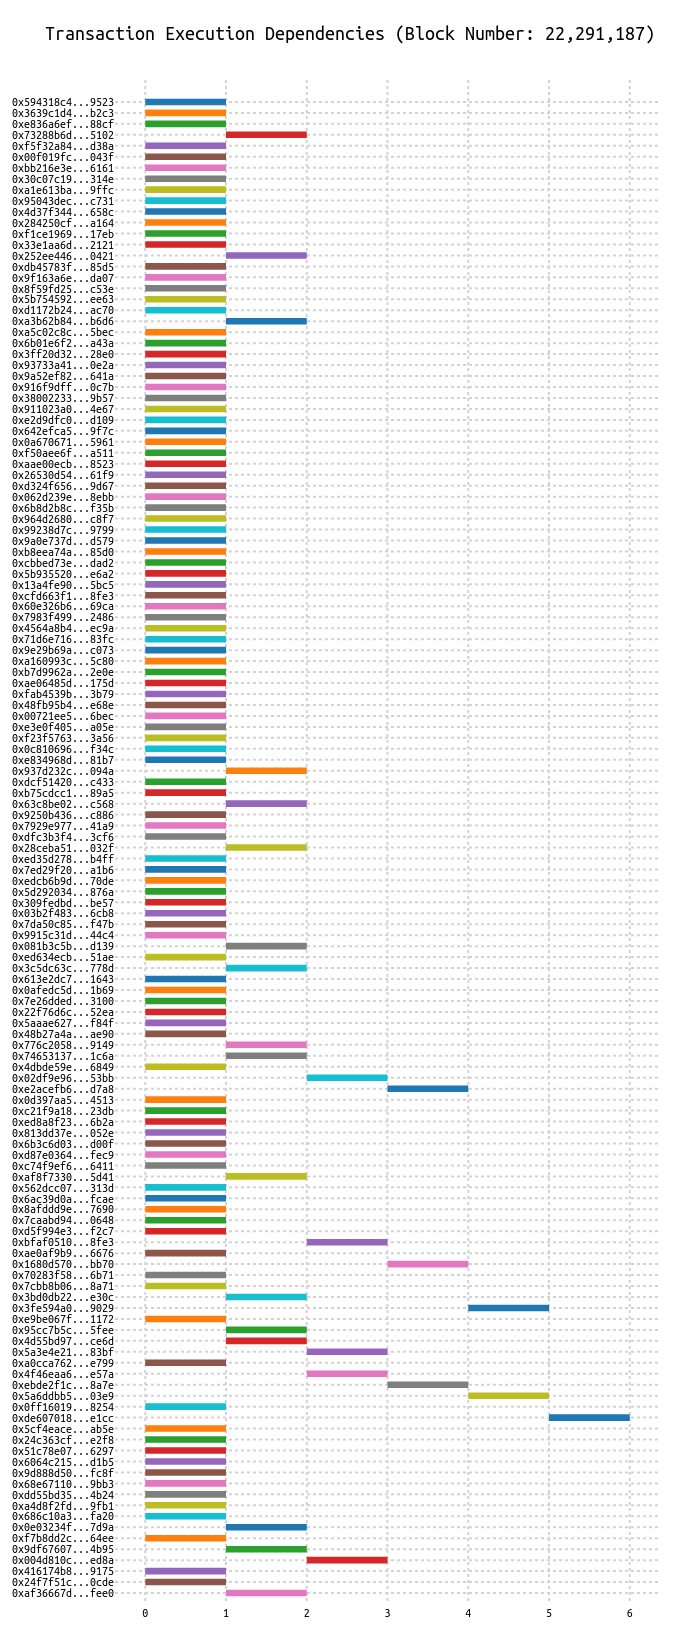 Transaction Execution Dependencies (Block Number: 22,291,187)
0x594318c4...9523
0x3639c1d4...b2c3
0xe836a6ef...88cf
0x73288b6d...5102
0xf5f32a84...d38a
0x00f019fc...043f
0xbb216e3e...6161
0x30c07c19...314e
0xa1e613ba...9ffc
0x95043dec...c731
0x4d37f344...658c
0x284250cf...a164
0xf1ce1969...17eb
0x33e1aa6d...2121
0x252ee446...0421
0xdb45783f...85d5
0x9f163a6e...da07
0x8f59fd25...c53e
0x5b754592...ee63
0xd1172b24...ac70
0xa3b62b84...b6d6
0xa5c02c8c...5bec
0x6b01e6f2...a43a
0x3ff20d32...28e0
0x93733a41...0e2a
0x9a52ef82...641a
0x916f9dff...0c7b
0x38002233...9b57
0x911023a0...4e67
0xe2d9dfc0...d109
0x642efca5...9f7c
0x0a670671...5961
0xf50aee6f...a511
0xaae00ecb...8523
0x26530d54...61f9
0xd324f656...9d67
0x062d239e...8ebb
0x6b8d2b8c...f35b
0x964d2680...c8f7
0x99238d7c...9799
0x9a0e737d...d579
0xb8eea74a...85d0
0xcbbed73e...dad2
0x5b935520...e6a2
0x13a4fe90...5bc5
0xcfd663f1...8fe3
0x60e326b6...69ca
0x7983f499...2486
0x4564a8b4...ec9a
0x71d6e716...83fc
0x9e29b69a...c073
0xa160993c...5c80
0xb7d9962a...2e0e
0xae06485d...175d
0xfab4539b...3b79
0x48fb95b4...e68e
0x00721ee5...6bec
0xe3e0f405...a05e
0xf23f5763...3a56
0x0c810696...f34c
0xe834968d...81b7
0x937d232c...094a
0xdcf51420...c433
0xb75cdcc1...89a5
0x63c8be02...c568
0x9250b436...c886
0x7929e977...41a9
0xdfc3b3f4...3cf6
0x28ceba51...032f
0xed35d278...b4ff
0x7ed29f20...a1b6
0xedcb6b9d...70de
0x5d292034...876a
0x309fedbd...be57
0x03b2f483...6cb8
0x7da50c85...f47b
0x9915c31d...44c4
0x081b3c5b...d139
0xed634ecb...51ae
0x3c5dc63c...778d
0x613e2dc7...1643
0x0afedc5d...1b69
0x7e26dded...3100
0x22f76d6c...52ea
0x5aaae627...f84f
0x48b27a4a...ae90
0x776c2058...9149
0x74653137...1c6a
0x4dbde59e...6849
0x02df9e96...53bb
0xe2acefb6...d7a8
0x0d397aa5...4513
0xc21f9a18...23db
0xed8a8f23...6b2a
0x813dd37e...052e
0x6b3c6d03...d00f
0xd87e0364...fec9
0xc74f9ef6...6411
0xaf8f7330...5d41
0x562dcc07...313d
0x6ac39d0a...fcae
0x8afddd9e...7690
0x7caabd94...0648
0xd5f994e3...f2c7
0xbfaf0510...8fe3
0xae0af9b9...6676
0x1680d570...bb70
0x70283f58...6b71
0x7cbb8b06...8a71
0x3bd0db22...e30c
0x3fe594a0...9029
0xe9be067f...1172
0x95cc7b5c...5fee
0x4d55bd97...ce6d
0x5a3e4e21...83bf
0xa0cca762...e799
0x4f46eaa6...e57a
0xebde2f1c...8a7e
0x5a6ddbb5...03e9
0x0ff16019...8254
0xde607018...e1cc
0x5cf4eace...ab5e
0x24c363cf...e2f8
0x51c78e07...6297
0x6064c215...d1b5
0x9d888d50...fc8f
0x68e67110...9bb3
0xdd55bd35...4b24
0xa4d8f2fd...9fb1
0x686c10a3...fa20
0x0e03234f...7d9a
0xf7b8dd2c...64ee
0x9df67607...4b95
0x004d810c...ed8a
0x416174b8...9175
0x24f7f51c...0cde
0xaf36667d...fee0
0 1 2 3 4 5 6